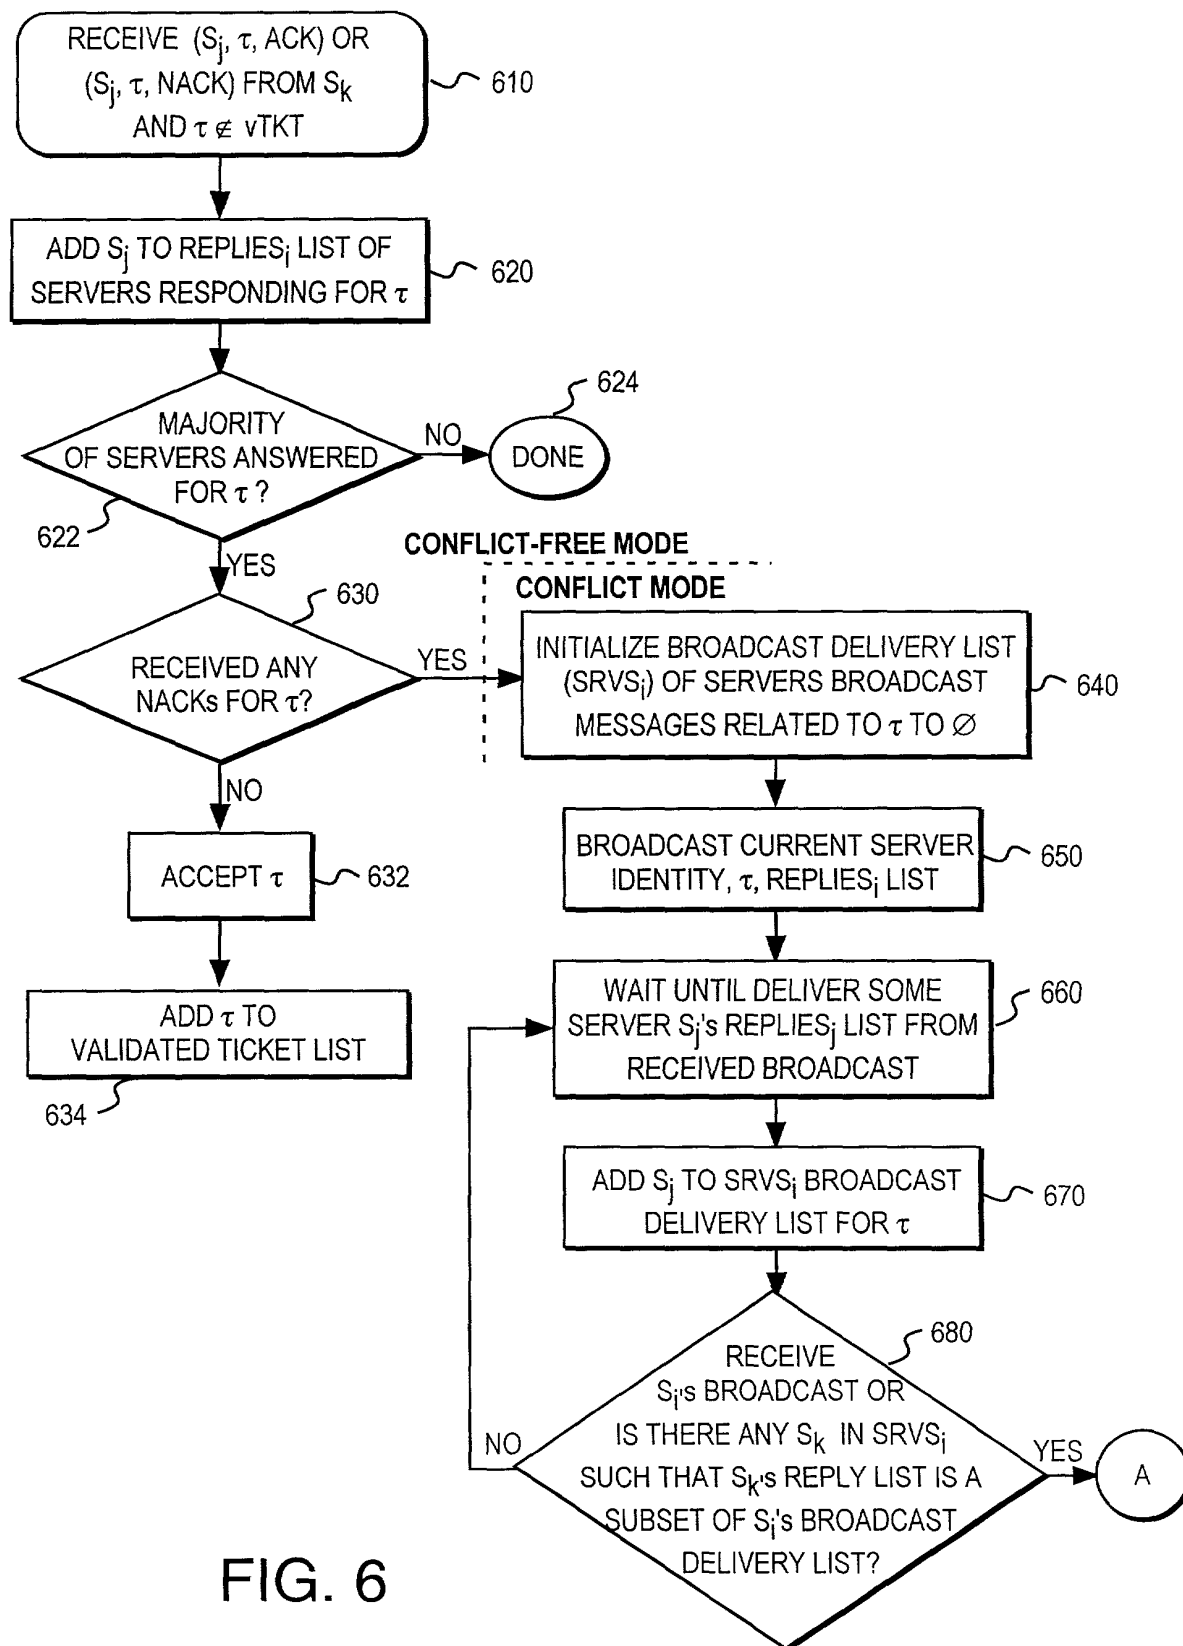 RECEIVE (Sj, τ, ACK) OR
(Sj, τ, NACK) FROM Sk
AND τ ∉ vTKT
610
ADD Sj TO REPLIESi LIST OF
SERVERS RESPONDING FOR τ
620
MAJORITY
OF SERVERS ANSWERED
FOR τ ?
622
NO
DONE
624
YES
CONFLICT-FREE MODE
CONFLICT MODE
RECEIVED ANY
NACKs FOR τ?
630
YES
NO
ACCEPT τ
632
ADD τ TO
VALIDATED TICKET LIST
634
INITIALIZE BROADCAST DELIVERY LIST
(SRVSi) OF SERVERS BROADCAST
MESSAGES RELATED TO τ TO ∅
640
BROADCAST CURRENT SERVER
IDENTITY, τ, REPLIESi LIST
650
WAIT UNTIL DELIVER SOME
SERVER Sj's REPLIESj LIST FROM
RECEIVED BROADCAST
660
ADD Sj TO SRVSi BROADCAST
DELIVERY LIST FOR τ
670
RECEIVE
Si's BROADCAST OR
IS THERE ANY Sk IN SRVSi
SUCH THAT Sk's REPLY LIST IS A
SUBSET OF Si's BROADCAST
DELIVERY LIST?
680
NO
YES
A
FIG. 6